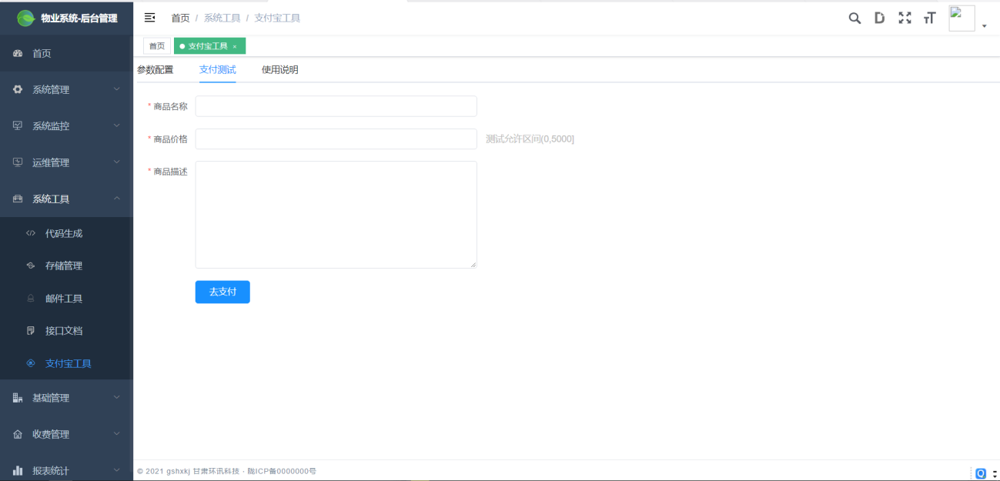 物业系统-后台管理
首页 / 系统工具 / 支付宝工具
首页
支付宝工具 ×
首页
系统管理
系统监控
运维管理
系统工具
代码生成
存储管理
邮件工具
接口文档
支付宝工具
基础管理
收费管理
报表统计
参数配置 支付测试 使用说明
* 商品名称
* 商品价格 测试允许区间(0,5000]
* 商品描述
去支付
© 2021 gshxkj 甘肃环讯科技 · 陇ICP备0000000号